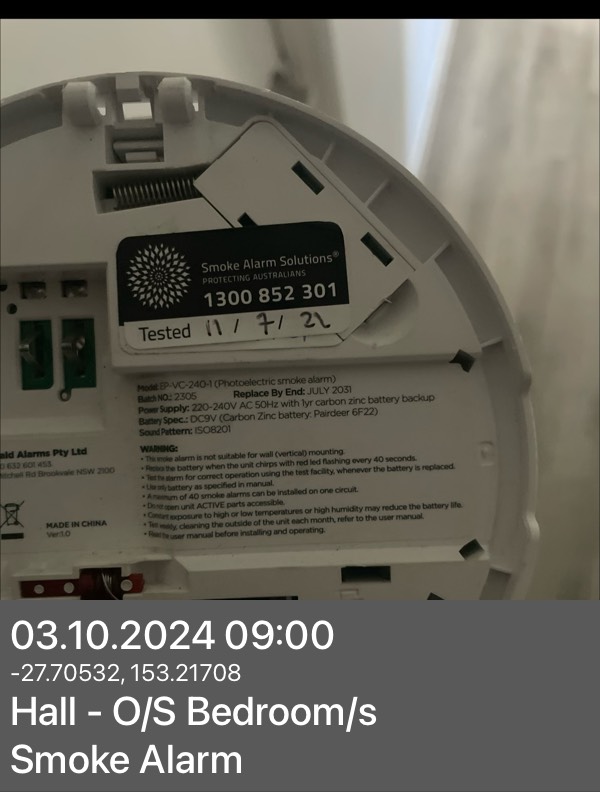 Smoke Alarm Solutions®
PROTECTING AUSTRALIANS
1300 852 301
Tested 11 / 7 / 22
Model: EP-VC-240-1 (Photoelectric smoke alarm)
Batch NO.: 2305 Replace By End: JULY 2031
Power Supply: 220-240V AC 50Hz with 1yr carbon zinc battery backup
Battery Spec.: DC9V (Carbon Zinc battery: Pairdeer 6F22)
Sound Pattern: ISO8201
WARNING:
• This smoke alarm is not suitable for wall (vertical) mounting.
• Replace the battery when the unit chirps with red led flashing every 40 seconds.
• Test the alarm for correct operation using the test facility, whenever the battery is replaced.
• Use only battery as specified in manual.
• A maximum of 40 smoke alarms can be installed on one circuit.
• Do not open unit ACTIVE parts accessible.
• Constant exposure to high or low temperatures or high humidity may reduce the battery life.
• Test weekly, cleaning the outside of the unit each month, refer to the user manual.
• Read the user manual before installing and operating.
ald Alarms Pty Ltd
0 632 601 453
Mitchell Rd Brookvale NSW 2100
MADE IN CHINA
Ver:1.0
03.10.2024 09:00
-27.70532, 153.21708
Hall - O/S Bedroom/s
Smoke Alarm